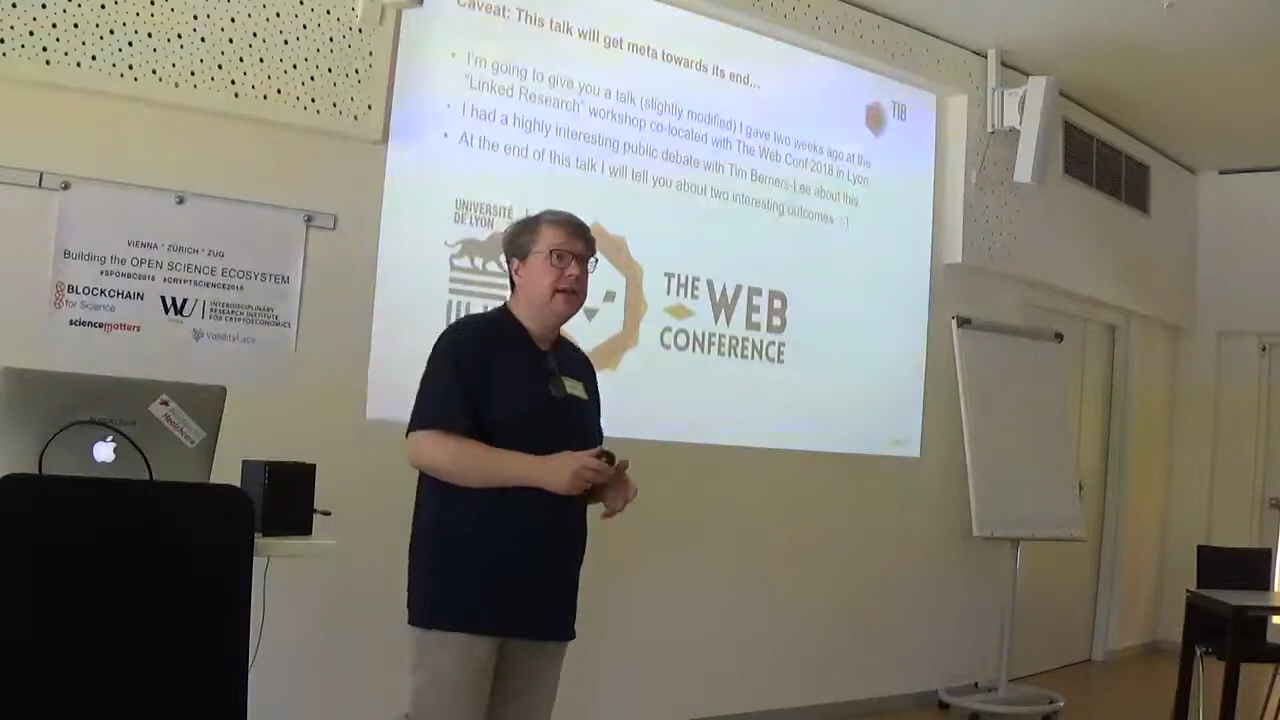 Caveat: This talk will get meta towards its end...
I'm going to give you a talk (slightly modified) I gave two weeks ago at the
"Linked Research" workshop co-located with The Web Conf 2018 in Lyon
I had a highly interesting public debate with Tim Berners-Lee about this
At the end of this talk I will tell you about two interesting outcomes :-)
TIB
UNIVERSITÉ
DE LYON
THE WEB
CONFERENCE
VIENNA * ZÜRICH * ZUG
Building the OPEN SCIENCE ECOSYSTEM
#SPONDC2018 #CRYPTSCIENCE2018
BLOCKCHAIN
for Science
WU
INTERDISCIPLINARY
RESEARCH INSTITUTE
FOR CRYPTOECONOMICS
sciencematters
VanityLabs
Healthcare